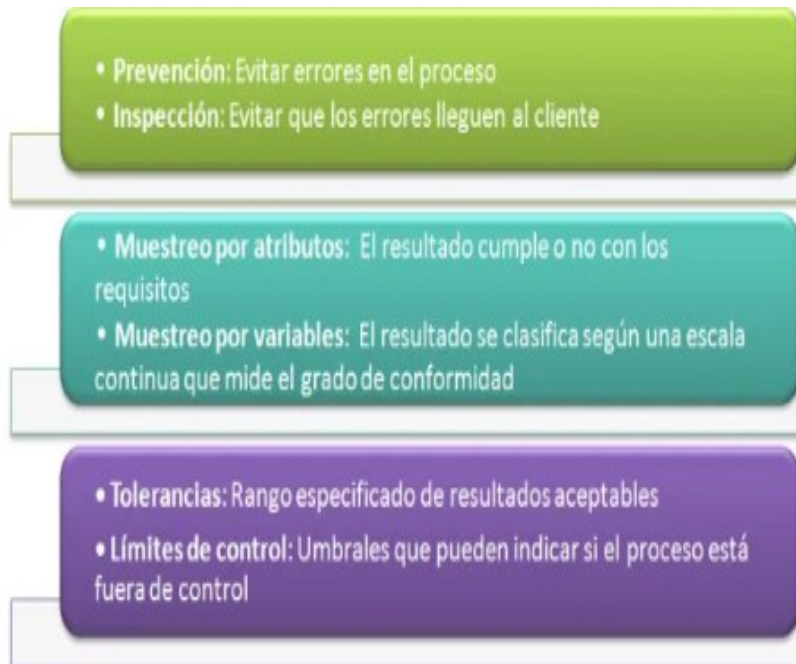 • Prevención: Evitar errores en el proceso
• Inspección: Evitar que los errores lleguen al cliente
• Muestreo por atributos: El resultado cumple o no con los
requisitos
• Muestreo por variables: El resultado se clasifica según una escala
continua que mide el grado de conformidad
• Tolerancias: Rango especificado de resultados aceptables
• Límites de control: Umbrales que pueden indicar si el proceso está
fuera de control